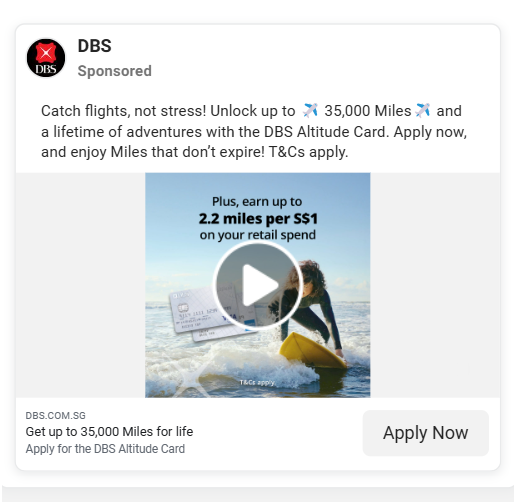 DBS
DBS
Sponsored
Catch flights, not stress! Unlock up to ✈️ 35,000 Miles ✈️ and
a lifetime of adventures with the DBS Altitude Card. Apply now,
and enjoy Miles that don’t expire! T&Cs apply.
Plus, earn up to
2.2 miles per S$1
on your retail spend
VISA
T&Cs apply
DBS.COM.SG
Get up to 35,000 Miles for life
Apply for the DBS Altitude Card
Apply Now